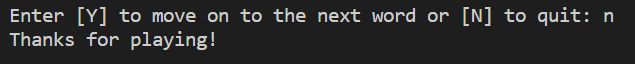 Enter [Y] to move on to the next word or [N] to quit: n
Thanks for playing!